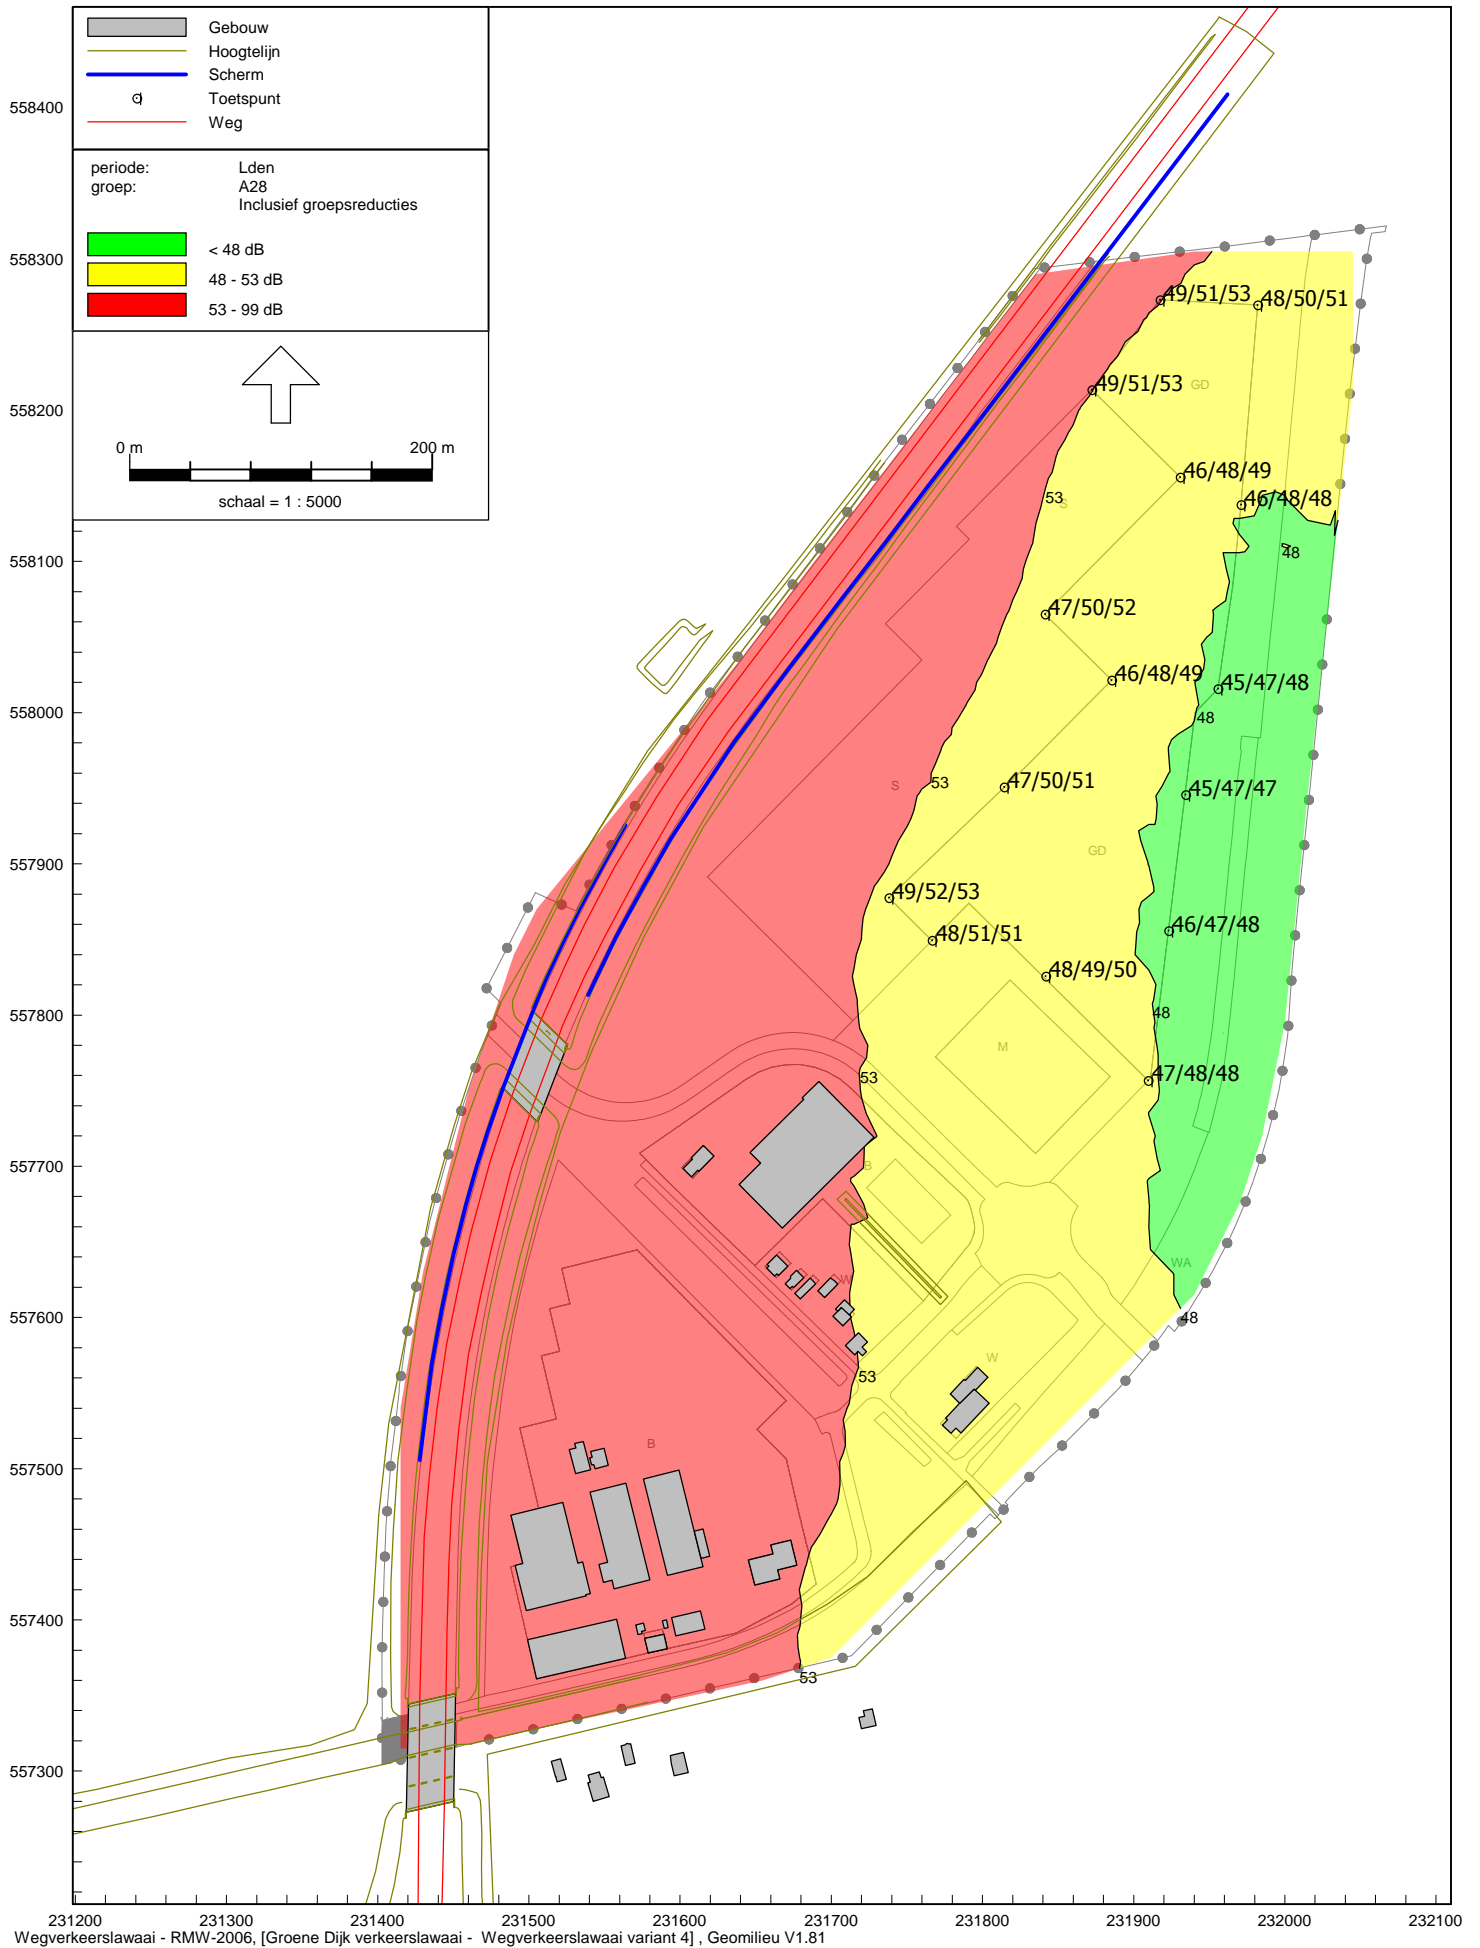 Gebouw
Hoogtelijn
Scherm
Toetspunt
Weg
periode: Lden
groep: A28
Inclusief groepsreducties
< 48 dB
48 - 53 dB
53 - 99 dB
0 m 200 m
schaal = 1 : 5000
558400
558300
558200
558100
558000
557900
557800
557700
557600
557500
557400
557300
49/51/53
48/50/51
49/51/53
GD
46/48/49
53
S
46/48/48
48
47/50/52
46/48/49
45/47/48
48
53
S
47/50/51
45/47/47
GD
49/52/53
48/51/51
46/47/48
48/49/50
48
M
53
47/48/48
B
W
WA
48
W
53
B
53
231200 231300 231400 231500 231600 231700 231800 231900 232000 232100
Wegverkeerslawaai - RMW-2006, [Groene Dijk verkeerslawaai - Wegverkeerslawaai variant 4] , Geomilieu V1.81